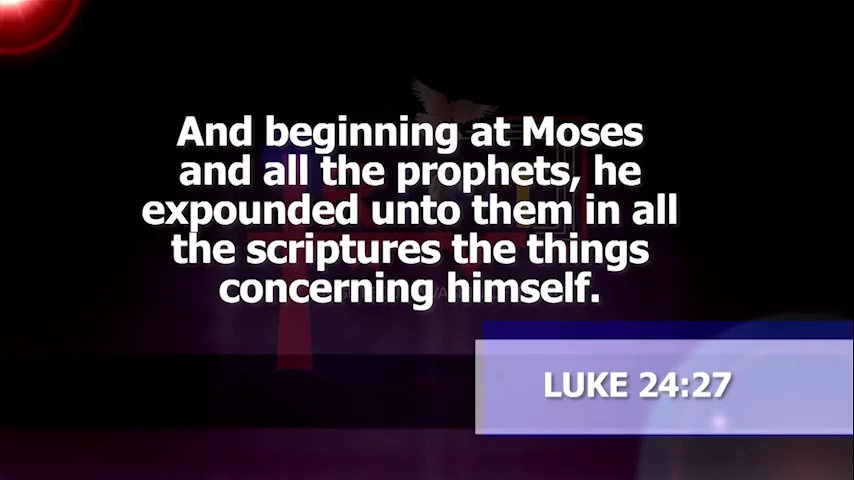 And beginning at Moses
and all the prophets, he
expounded unto them in all
the scriptures the things
concerning himself.
LUKE 24:27